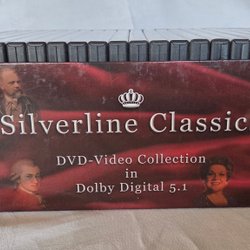 Silverline Classic
DVD-Video Collection
in
Dolby Digital 5.1